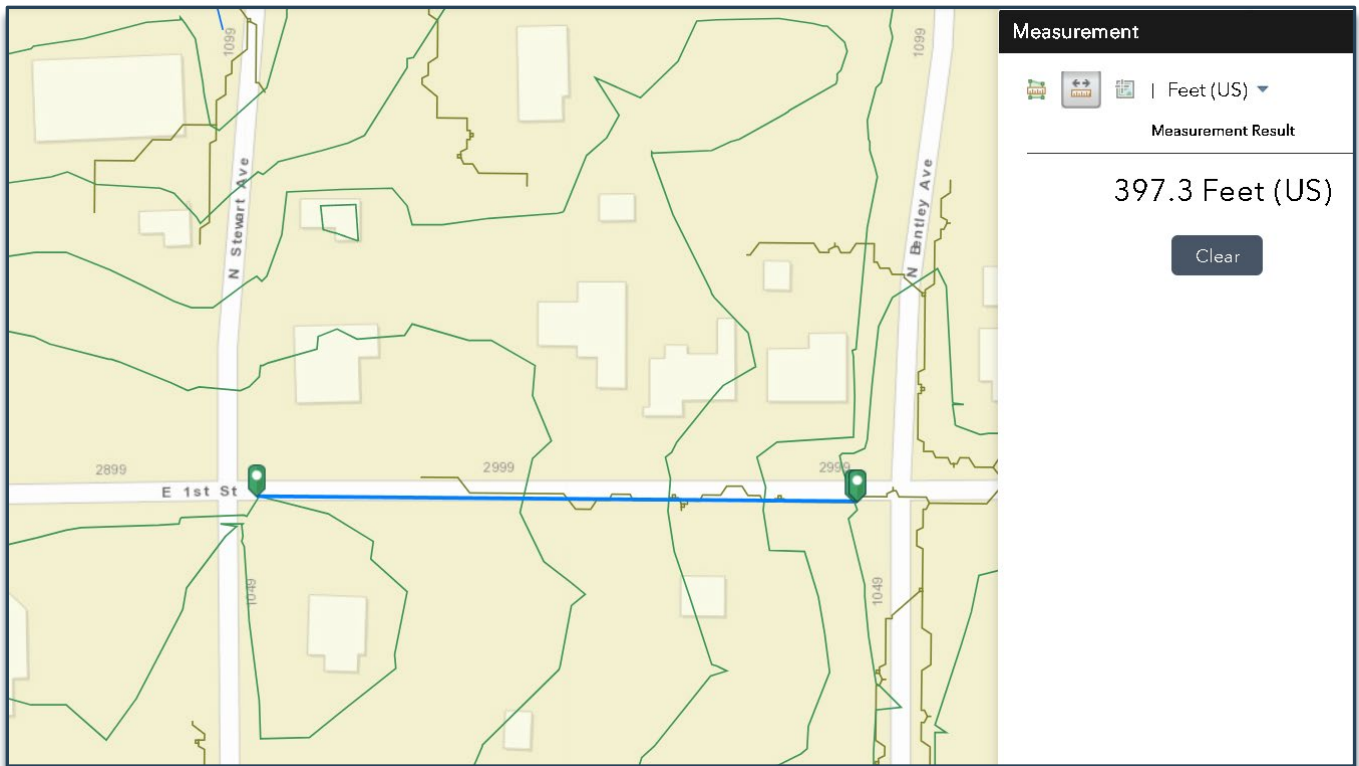 Measurement
| Feet (US)
Measurement Result
397.3 Feet (US)
Clear
1099
1099
N Stewart Ave
N Bentley Ave
2899
2999
2999
E 1st St
1049
1049